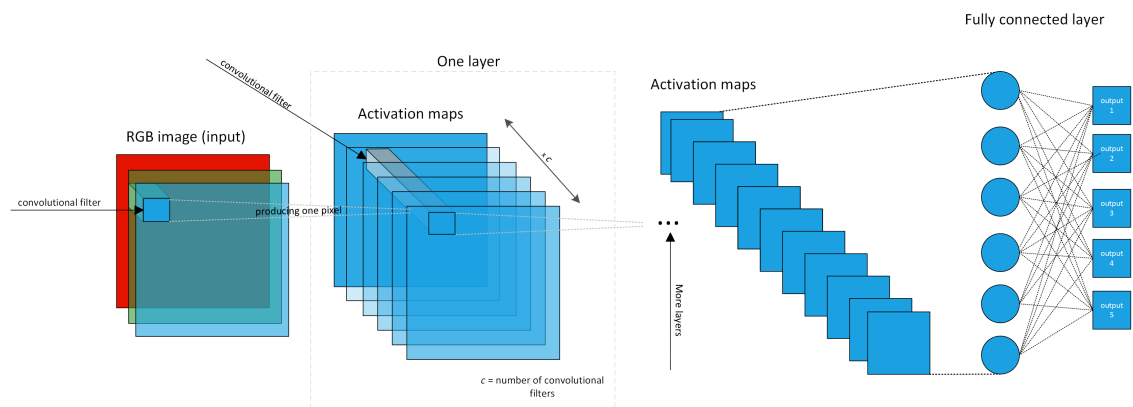 Fully connected layer
One layer
convolutional filter
Activation maps
Activation maps
RGB image (input)
x c
convolutional filter
producing one pixel
...
More layers
output
1
output
2
output
3
output
4
output
5
c = number of convolutional
filters